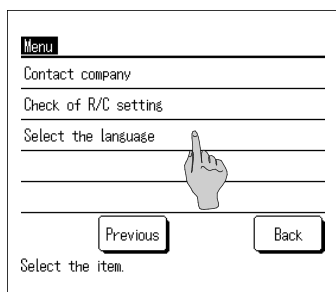 Menu
Contact company
Check of R/C setting
Select the language
Previous Back
Select the item.